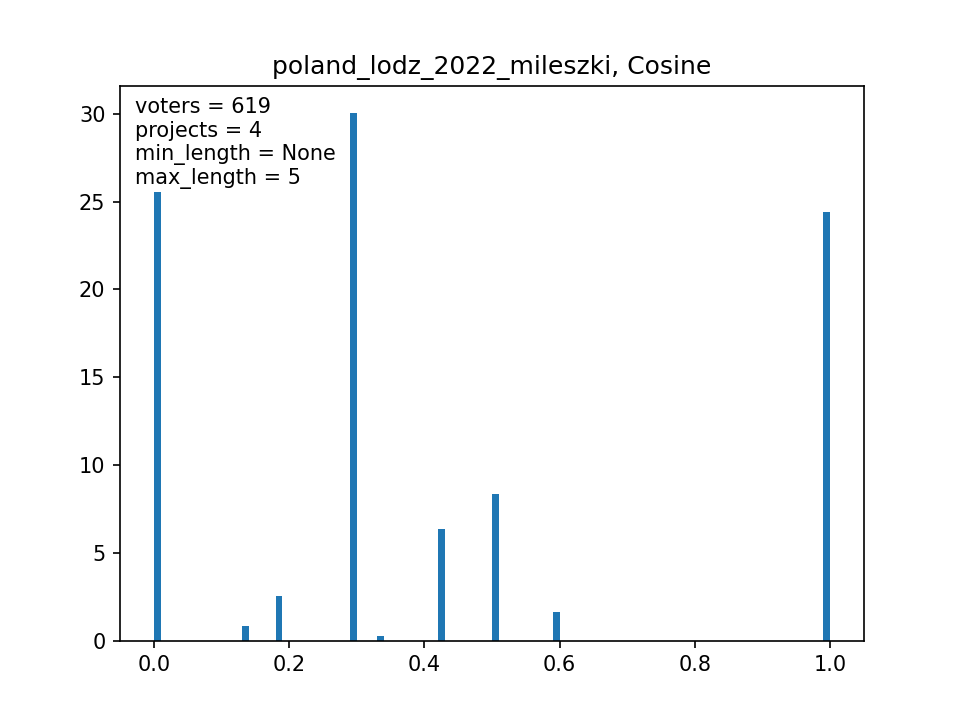 poland_lodz_2022_mileszki, Cosine
voters = 619
projects = 4
min_length = None
max_length = 5
30
25
20
15
10
5
0
0.0 0.2 0.4 0.6 0.8 1.0